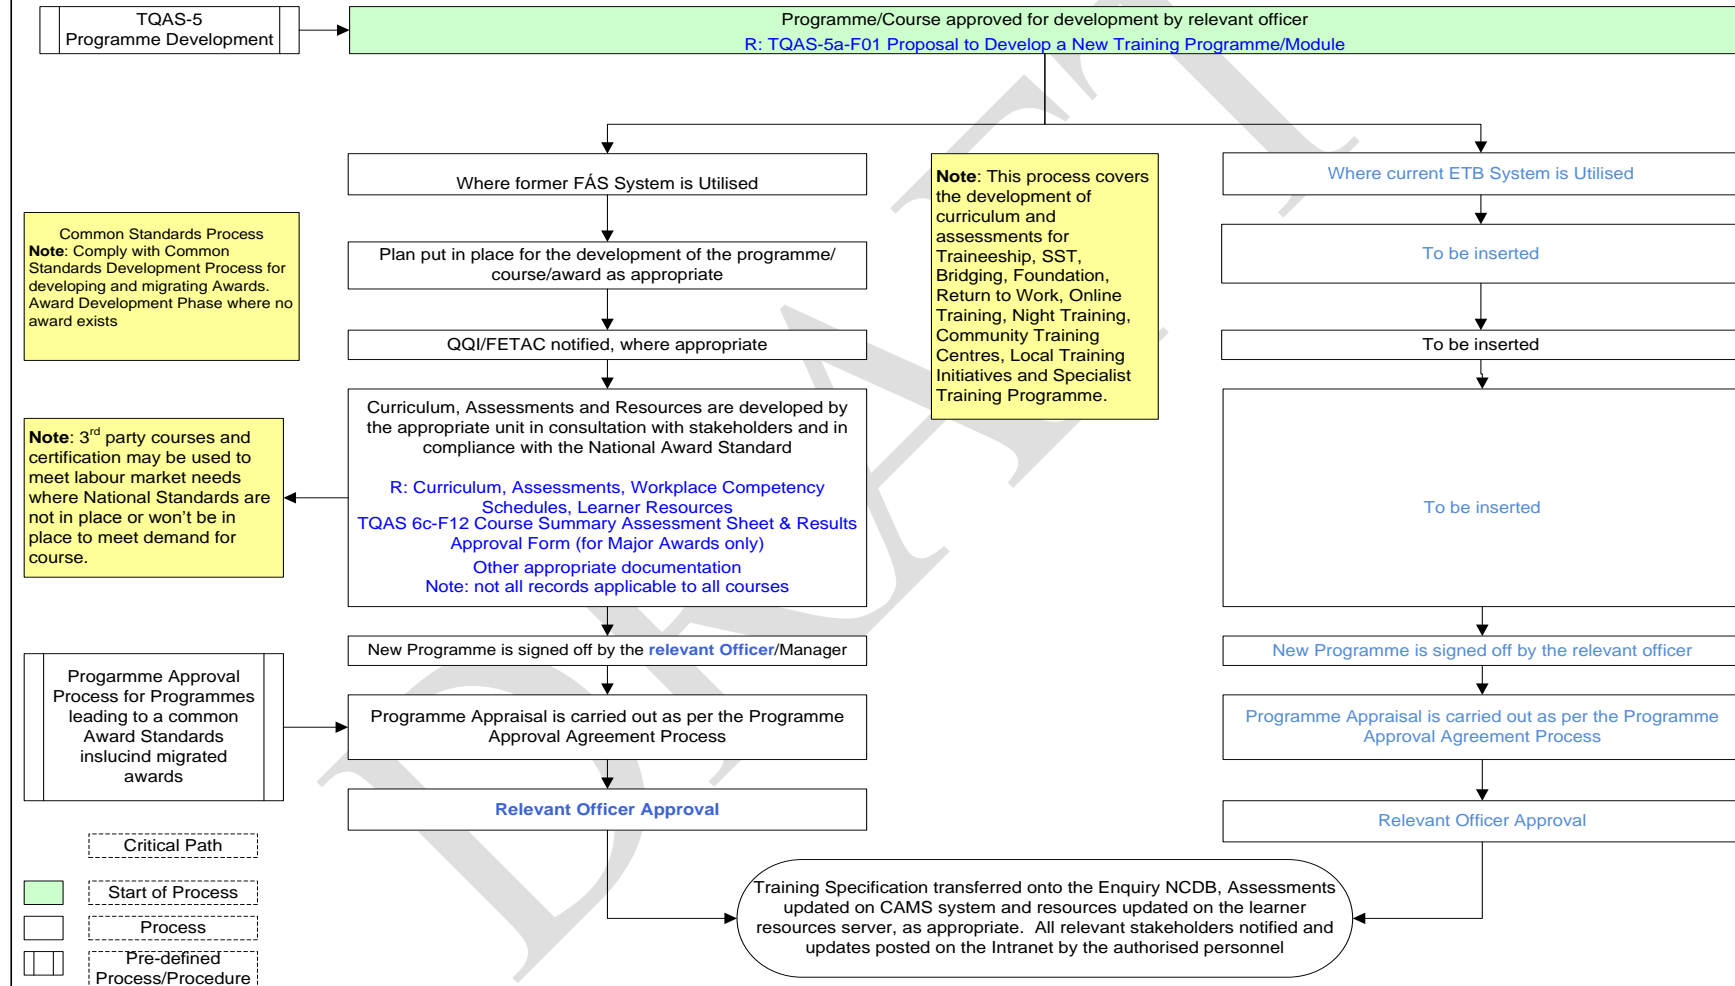 TQAS-5
Programme Development
Programme/Course approved for development by relevant officer
R: TQAS-5a-F01 Proposal to Develop a New Training Programme/Module
Where former FÁS System is Utilised
Where current ETB System is Utilised
Note: This process covers
the development of
curriculum and
assessments for
Traineeship, SST,
Bridging, Foundation,
Return to Work, Online
Training, Night Training,
Community Training
Centres, Local Training
Initiatives and Specialist
Training Programme.
Common Standards Process
Note: Comply with Common
Standards Development Process for
developing and migrating Awards.
Award Development Phase where no
award exists
Plan put in place for the development of the programme/
course/award as appropriate
To be inserted
QQI/FETAC notified, where appropriate
To be inserted
Note: 3rd party courses and
certification may be used to
meet labour market needs
where National Standards are
not in place or won't be in
place to meet demand for
course.
Curriculum, Assessments and Resources are developed by
the appropriate unit in consultation with stakeholders and in
compliance with the National Award Standard
R: Curriculum, Assessments, Workplace Competency
Schedules, Learner Resources
TQAS 6c-F12 Course Summary Assessment Sheet & Results
Approval Form (for Major Awards only)
Other appropriate documentation
Note: not all records applicable to all courses
To be inserted
New Programme is signed off by the relevant Officer/Manager
New Programme is signed off by the relevant officer
Progarmme Approval
Process for Programmes
leading to a common
Award Standards
inslucind migrated
awards
Programme Appraisal is carried out as per the Programme
Approval Agreement Process
Programme Appraisal is carried out as per the Programme
Approval Agreement Process
Relevant Officer Approval
Relevant Officer Approval
Critical Path
Start of Process
Process
Pre-defined
Process/Procedure
Training Specification transferred onto the Enquiry NCDB, Assessments
updated on CAMS system and resources updated on the learner
resources server, as appropriate.  All relevant stakeholders notified and
updates posted on the Intranet by the authorised personnel
DRAFT